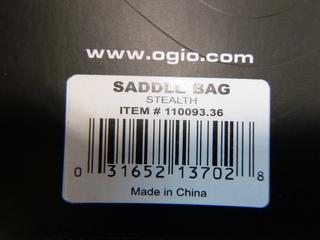 www.ogio.com
SADDLE BAG
STEALTH
ITEM # 110093.36
0 31652 13702 8
Made in China